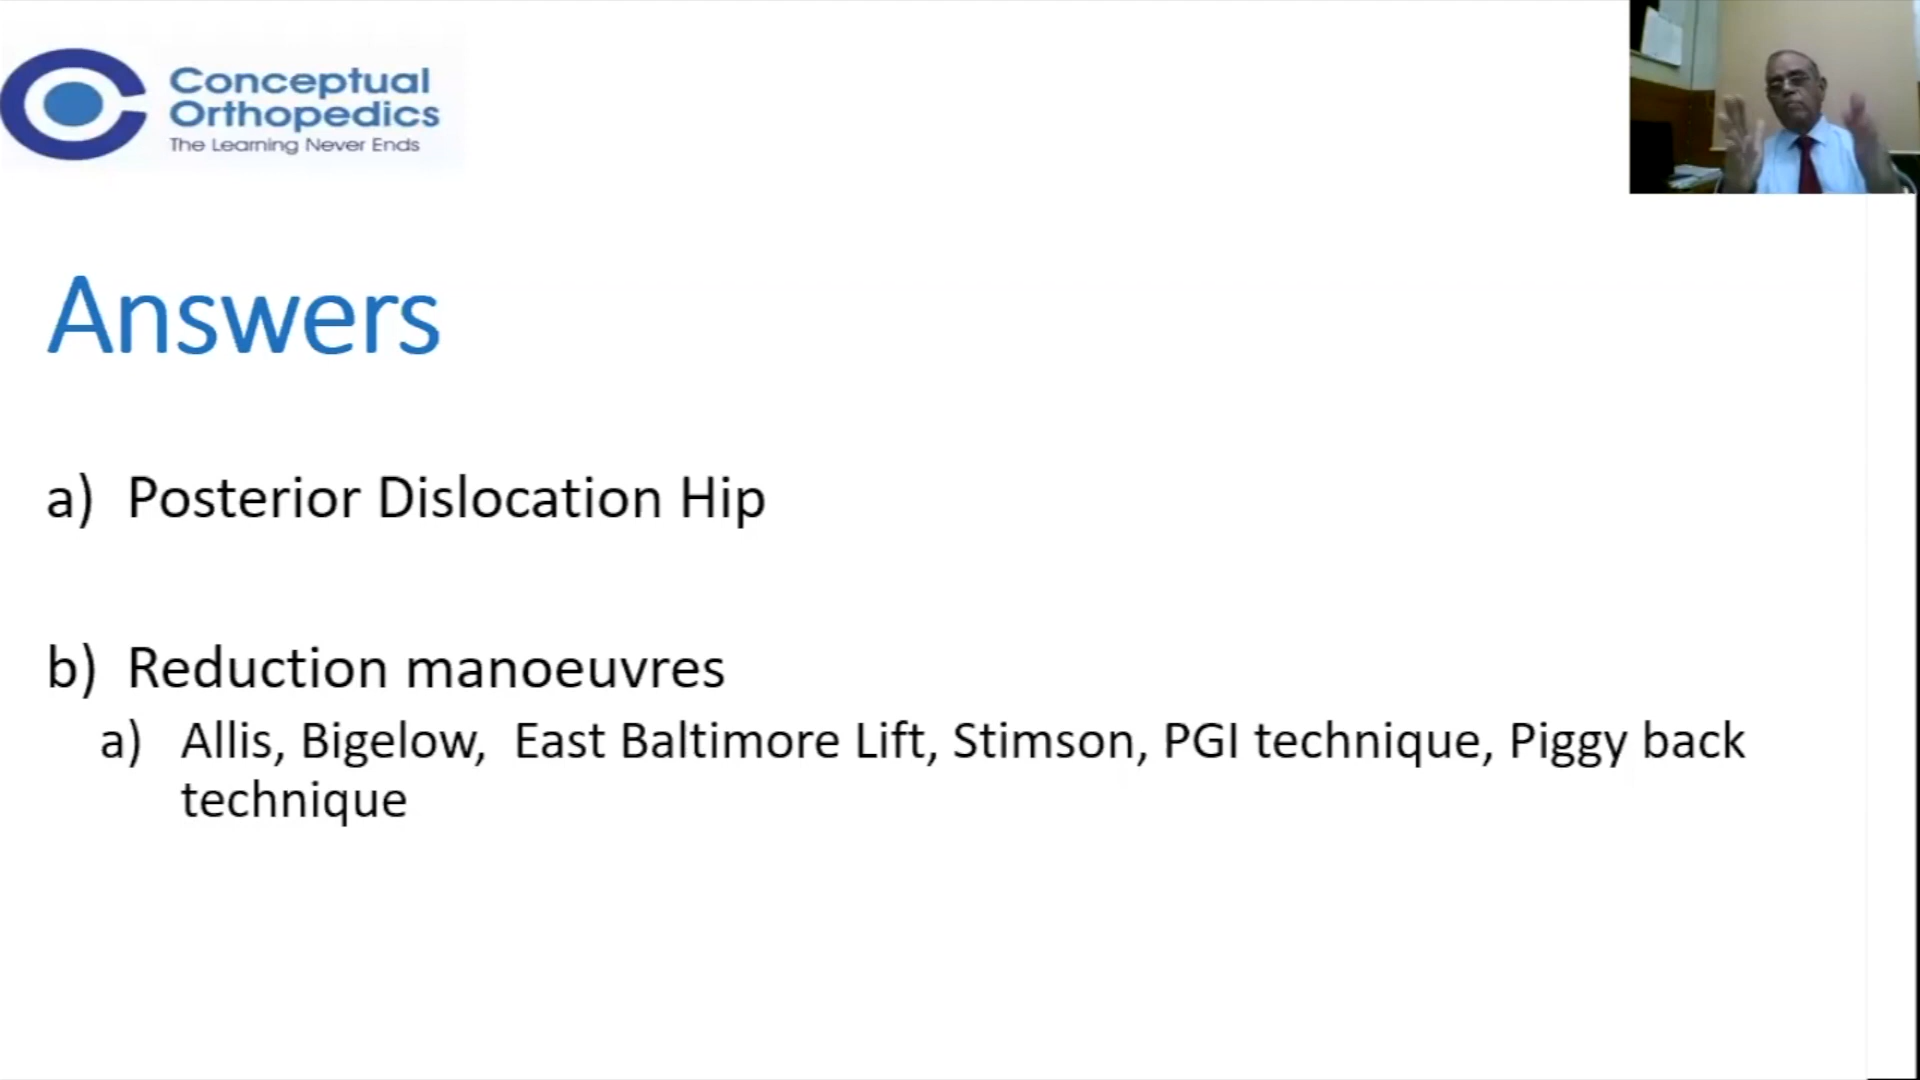 Conceptual
Orthopedics
The Learning Never Ends
Answers
a) Posterior Dislocation Hip
b) Reduction manoeuvres
a) Allis, Bigelow, East Baltimore Lift, Stimson, PGI technique, Piggy back
technique